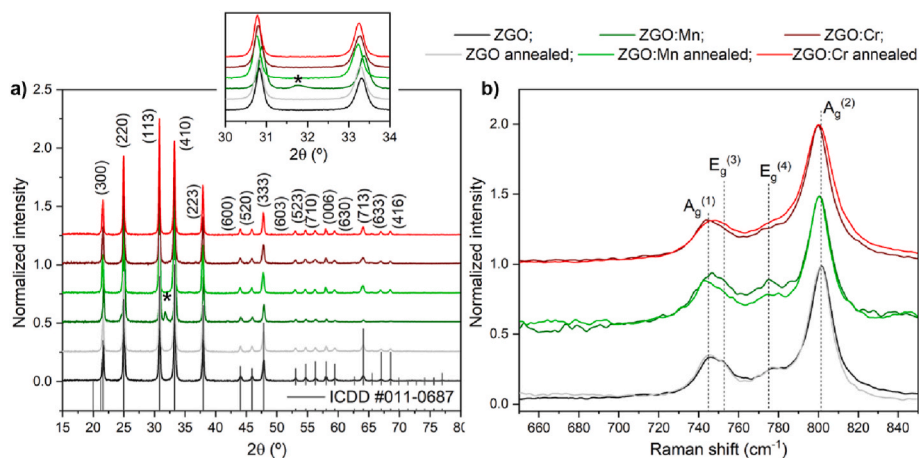 ZGO; ZGO:Mn; ZGO:Cr;
ZGO annealed; ZGO:Mn annealed; ZGO:Cr annealed
*
30 31 32 33 34
2θ (º)
a)
2.5
2.0
1.5
1.0
0.5
0.0
Normalized intensity
(300)
(220)
(113)
(410)
(223)
(600)
(520)
(333)
(603)
(523)
(710)
(006)
(630)
(713)
(633)
(416)
*
ICDD #011-0687
15 20 25 30 35 40 45 50 55 60 65 70 75 80
2θ (º)
b)
2.0
1.5
1.0
0.5
0.0
Normalized intensity
Ag(1)
Eg(3)
Eg(4)
Ag(2)
660 680 700 720 740 760 780 800 820 840
Raman shift (cm-1)